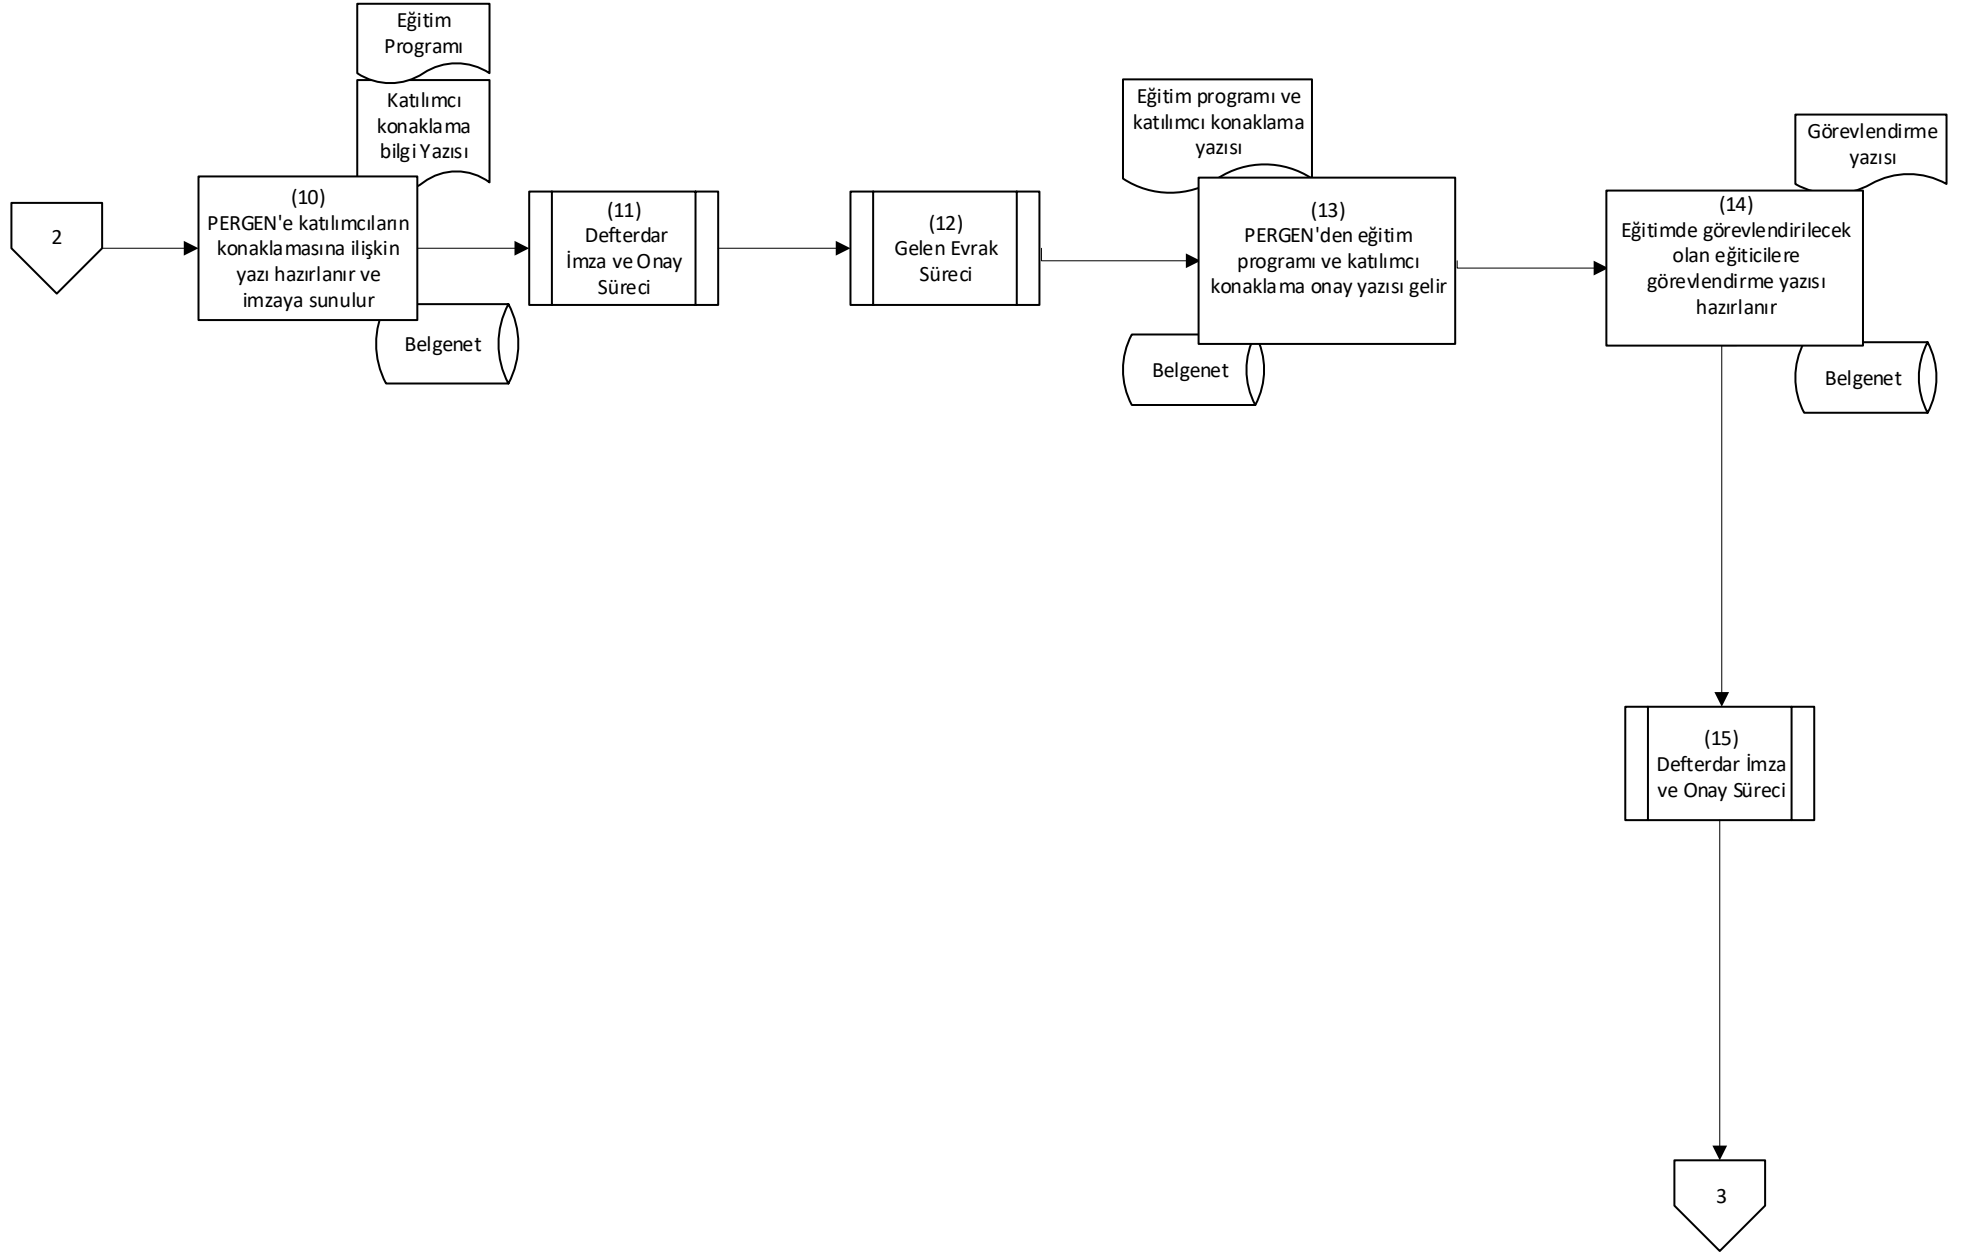 Eğitim
Programı
Katılımcı
konaklama
bilgi Yazısı
2
(10)
PERGEN'e katılımcıların
konaklamasına ilişkin
yazı hazırlanır ve
imzaya sunulur
Belgenet
(11)
Defterdar
İmza ve Onay
Süreci
(12)
Gelen Evrak
Süreci
Eğitim programı ve
katılımcı konaklama
yazısı
(13)
PERGEN'den eğitim
programı ve katılımcı
konaklama onay yazısı gelir
Belgenet
Görevlendirme
yazısı
(14)
Eğitimde görevlendirilecek
olan eğiticilere
görevlendirme yazısı
hazırlanır
Belgenet
(15)
Defterdar İmza
ve Onay Süreci
3